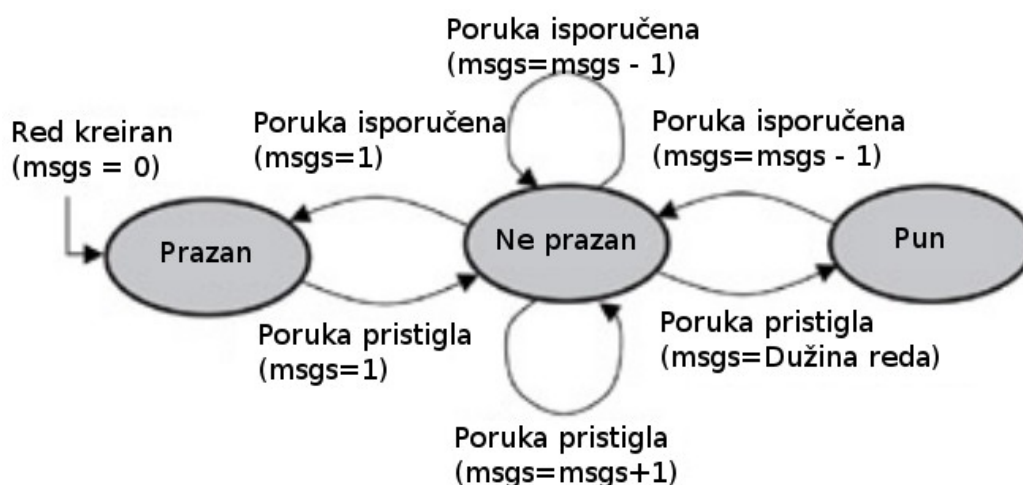 Poruka isporučena
(msgs=msgs - 1)
Red kreiran
(msgs = 0)
Poruka isporučena
(msgs=1)
Poruka isporučena
(msgs=msgs - 1)
Prazan
Ne prazan
Pun
Poruka pristigla
(msgs=1)
Poruka pristigla
(msgs=Dužina reda)
Poruka pristigla
(msgs=msgs+1)